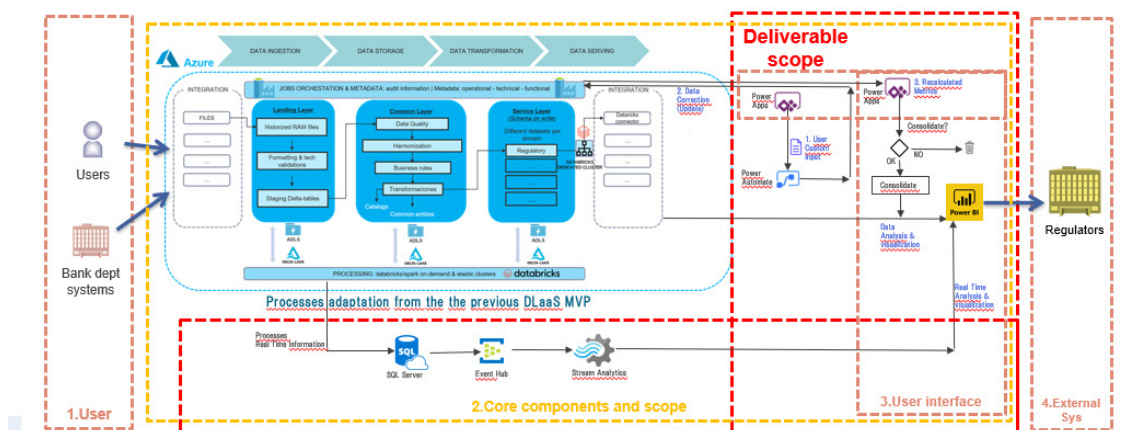 Azure
DATA INGESTION
DATA STORAGE
DATA TRANSFORMATION
DATA SERVING
Deliverable
scope
INTEGRATION
JOBS ORCHESTATION & METADATA: audit information | Metadata: operational - technical - functional
INTEGRATION
FILES
...
...
...
Landing Layer
Historized RAW files
Formatting & tech
validations
Staging Delta-tables
Common Layer
Data Quality
Harmonization
Business rules
Transformaciones
Catalogs
Common entities
Service Layer
(Schema on write)
Different datasets per
domain
Regulatory
...
...
....
DATABRICKS
DEDICATED CLUSTER
Databricks
connector
...
...
...
ADLS
DELTA LAKE
ADLS
DELTA LAKE
ADLS
DELTA LAKE
PROCESSING: databricks/spark on-demand & elastic clusters
databricks
Processes adaptation from the the previous DLaaS MVP
2. Data
Correction
(Update)
Power
Apps
1. User
Custom
Input
Power
Automate
Power
Apps
3. Recalculated
Metrics
Consolidate?
OK
NO
Consolidate
Power BI
Data
Analysis &
visualization
Real Time
Analysis &
visualization
Users
Bank dept
systems
Regulators
Processes
Real Time Information
SQL
SQL Server
Event Hub
Stream Analytics
1.User
2.Core components and scope
3.User interface
4.External
Sys